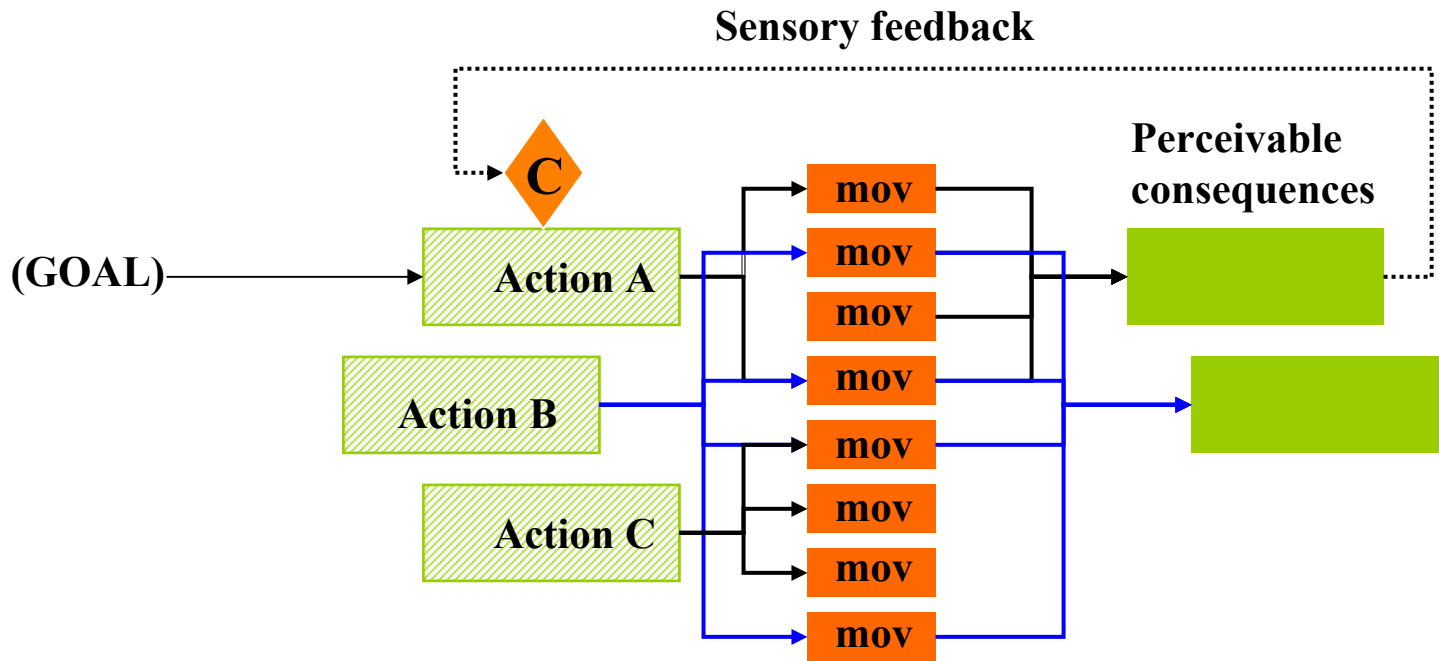 Sensory feedback
Perceivable
consequences
C
mov
mov
(GOAL)
Action A
mov
mov
Action B
mov
mov
Action C
mov
mov